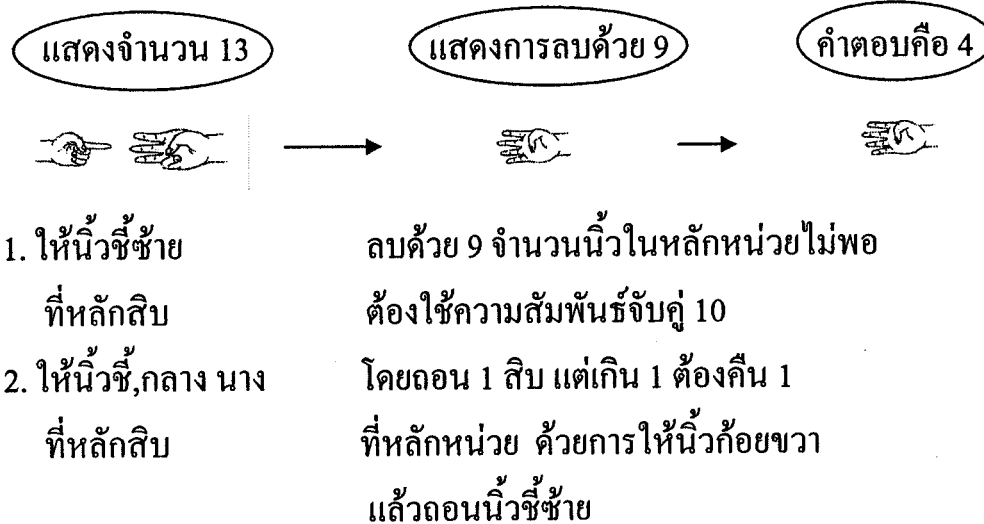 แสดงจำนวน 13
แสดงการลบด้วย 9
คำตอบคือ 4
1. ให้นิ้วชี้ซ้าย
ที่หลักสิบ
2. ให้นิ้วชี้,กลาง นาง
ที่หลักสิบ
ลบด้วย 9 จำนวนนิ้วในหลักหน่วยไม่พอ
ต้องใช้ความสัมพันธ์จับคู่ 10
โดยถอน 1 สิบ แต่เกิน 1 ต้องคืน 1
ที่หลักหน่วย ด้วยการให้นิ้วก้อยขวา
แล้วถอนนิ้วชี้ซ้าย